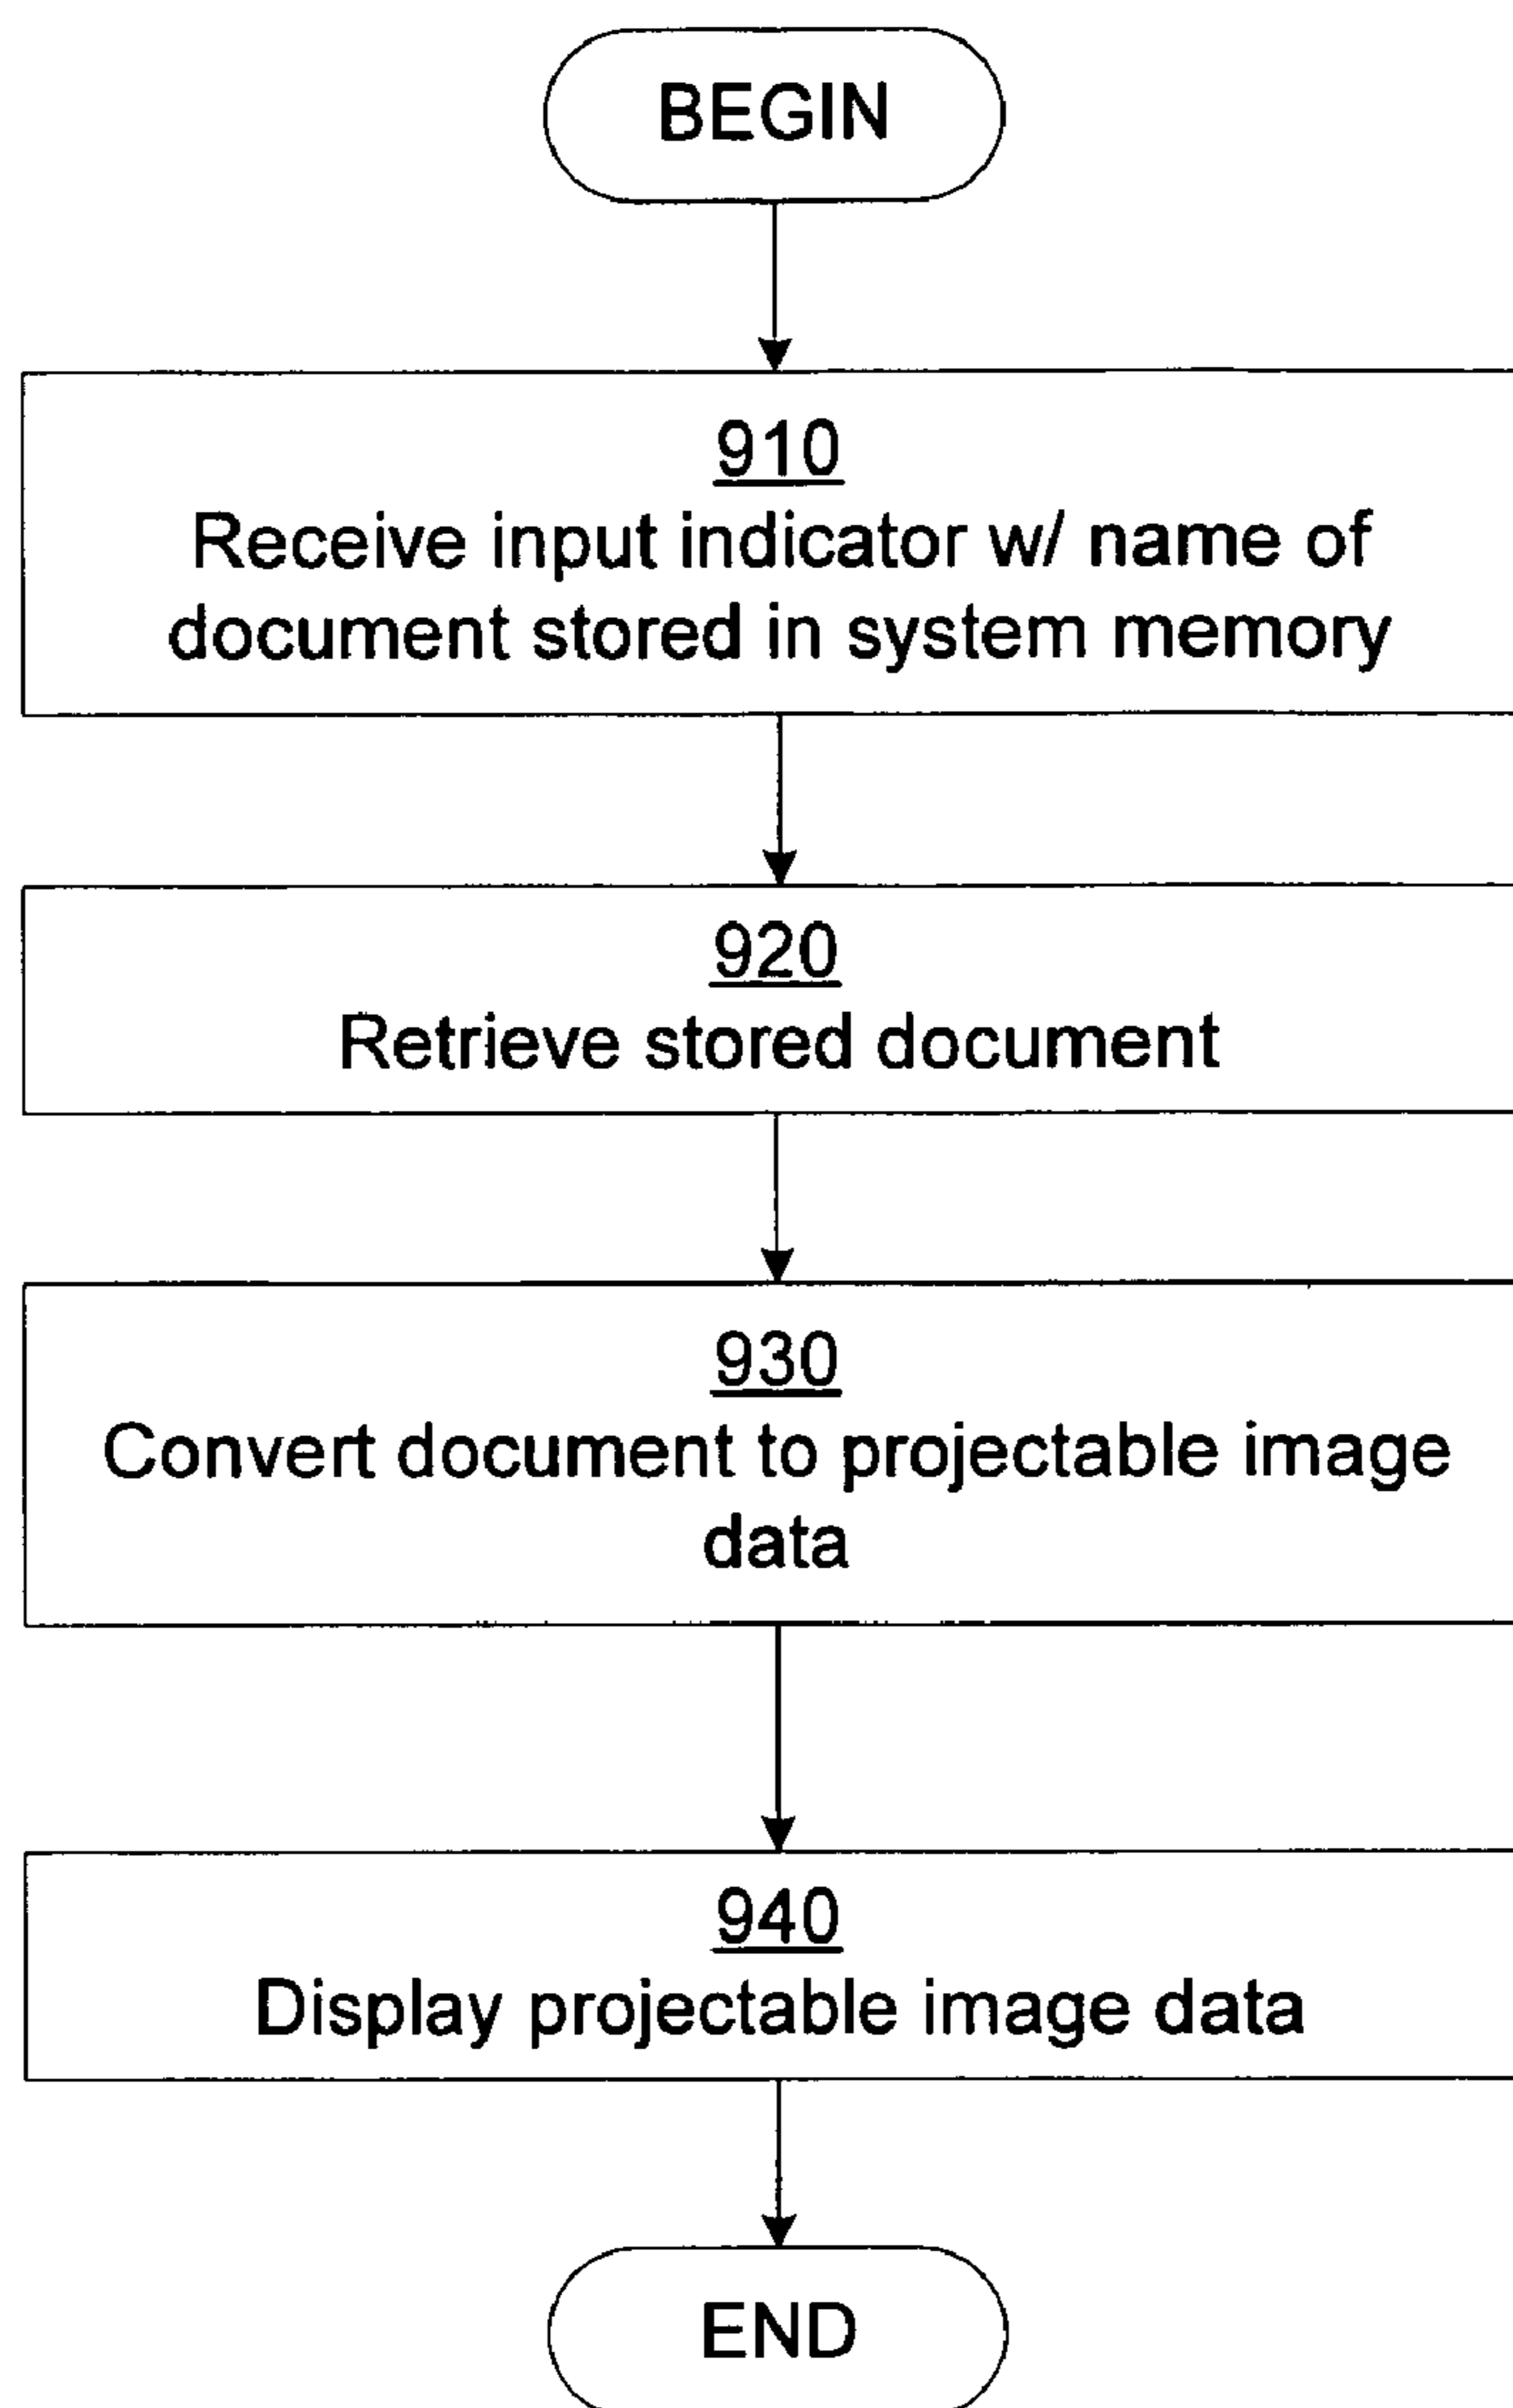 BEGIN
910
Receive input indicator w/ name of
document stored in system memory
920
Retrieve stored document
930
Convert document to projectable image
data
940
Display projectable image data
END